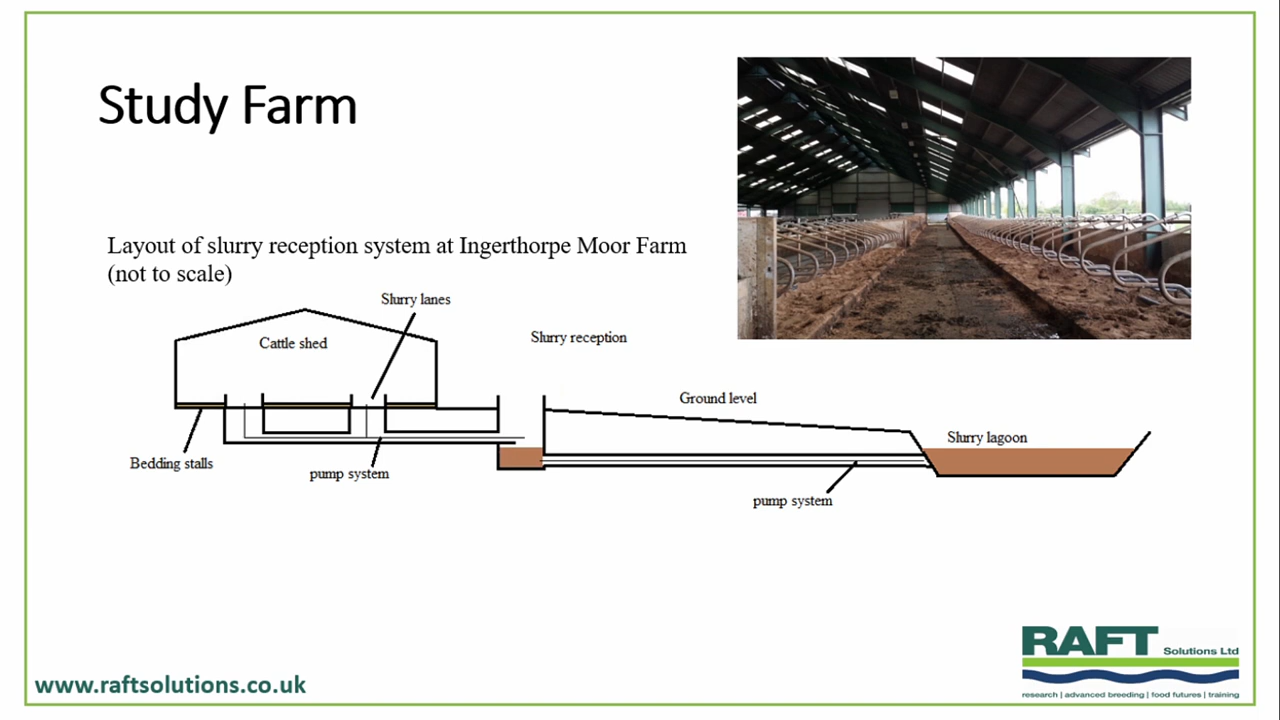 Study Farm
Layout of slurry reception system at Ingerthorpe Moor Farm
(not to scale)
Slurry lanes
Cattle shed
Slurry reception
Ground level
Slurry lagoon
Bedding stalls
pump system
pump system
RAFT Solutions Ltd
research | advanced breeding | food futures | training
www.raftsolutions.co.uk